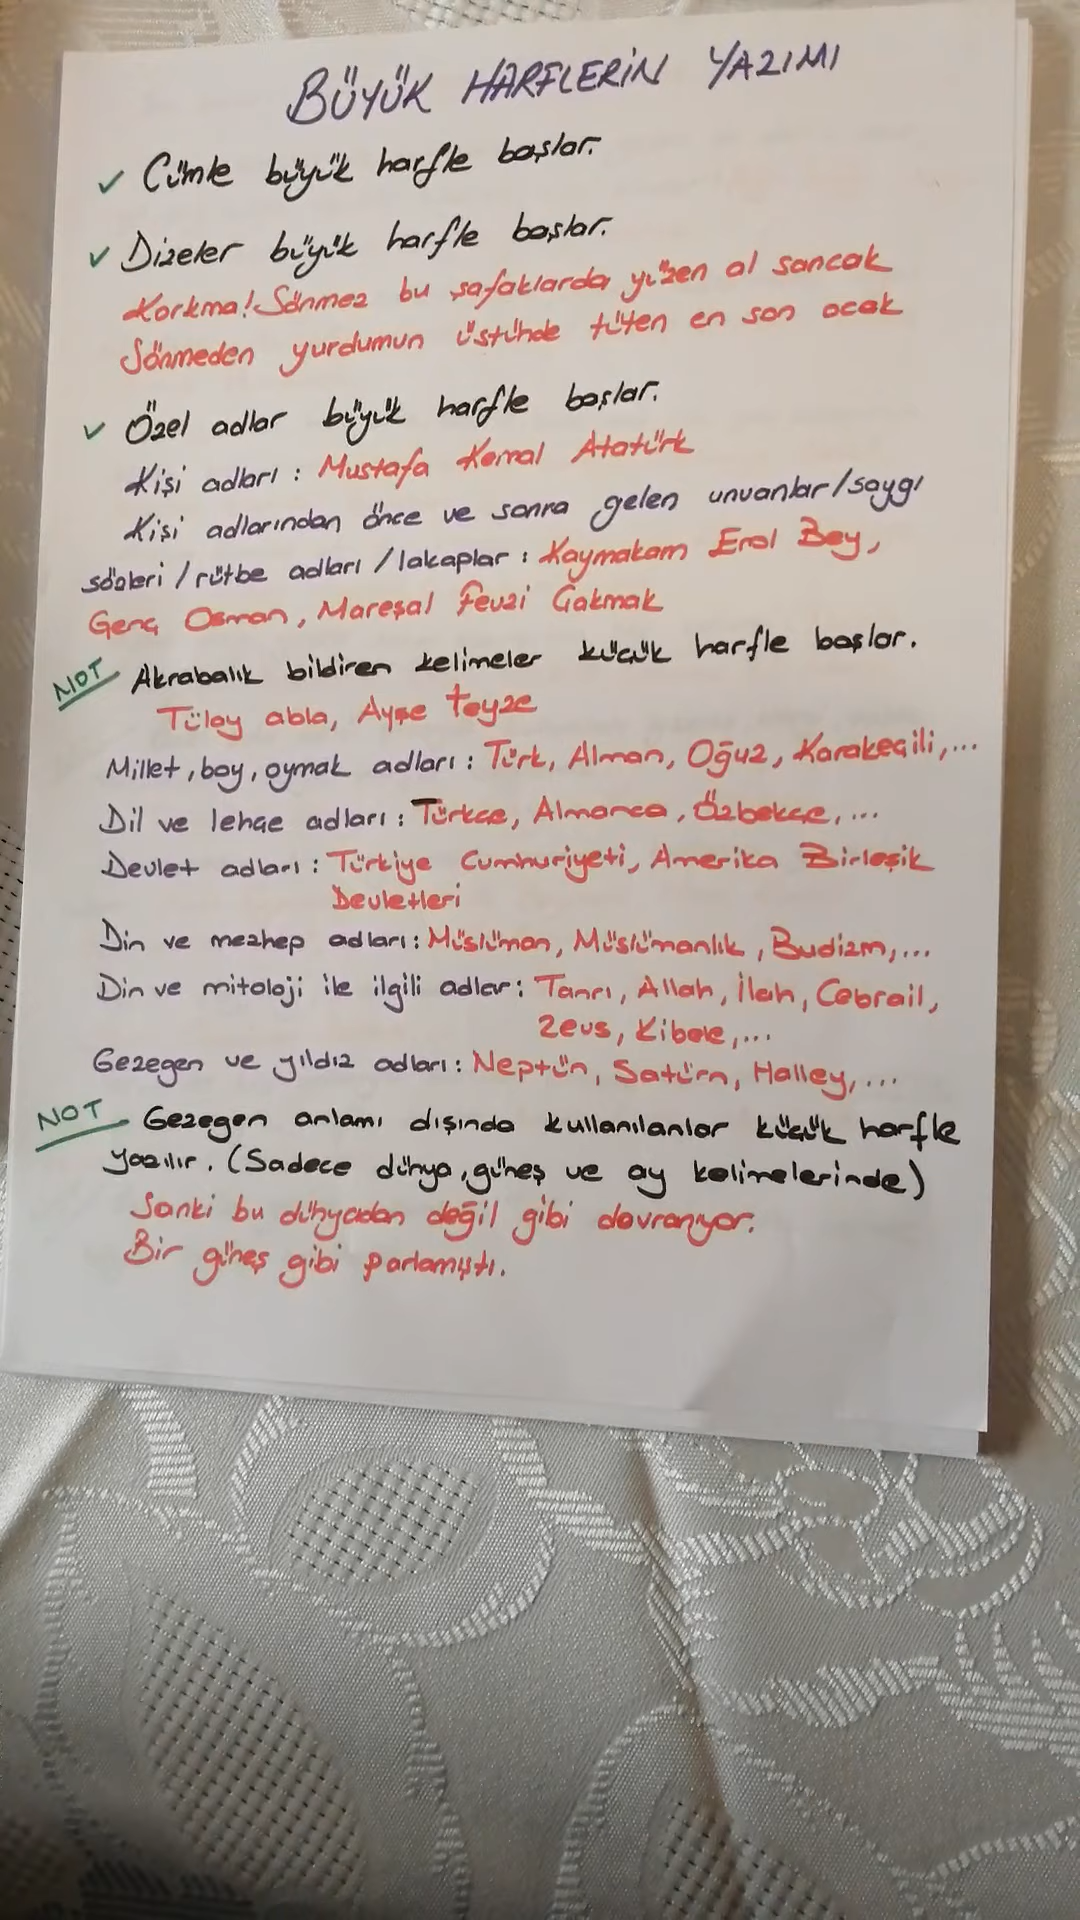 BÜYÜK HARFLERİN YAZIMI
✓ Cümle büyük harfle başlar.
✓ Dizeler büyük harfle başlar.
Korkma! Sönmez bu şafaklarda yüzen al sancak
Sönmeden yurdumun üstünde tüten en son ocak
✓ Özel adlar büyük harfle başlar.
Kişi adları : Mustafa Kemal Atatürk
Kişi adlarından önce ve sonra gelen unvanlar/saygı
sözleri/rütbe adları/lakaplar : Kaymakam Erol Bey,
Genç Osman, Mareşal Fevzi Çakmak
NOT Akrabalık bildiren kelimeler küçük harfle başlar.
Tülay abla, Ayşe teyze
Millet, boy, oymak adları : Türk, Alman, Oğuz, Karakeçili,...
Dil ve lehçe adları : Türkçe, Almanca, Özbekçe,...
Devlet adları : Türkiye Cumhuriyeti, Amerika Birleşik
Devletleri
Din ve mezhep adları : Müslüman, Müslümanlık, Budizm,...
Din ve mitoloji ile ilgili adlar : Tanrı, Allah, İlah, Cebrail,
Zeus, Kibele,...
Gezegen ve yıldız adları : Neptün, Satürn, Halley,...
NOT Gezegen anlamı dışında kullanılanlar küçük harfle
yazılır. (Sadece dünya, güneş ve ay kelimelerinde)
Sanki bu dünyadan değil gibi davranıyor.
Bir güneş gibi parlamıştı.